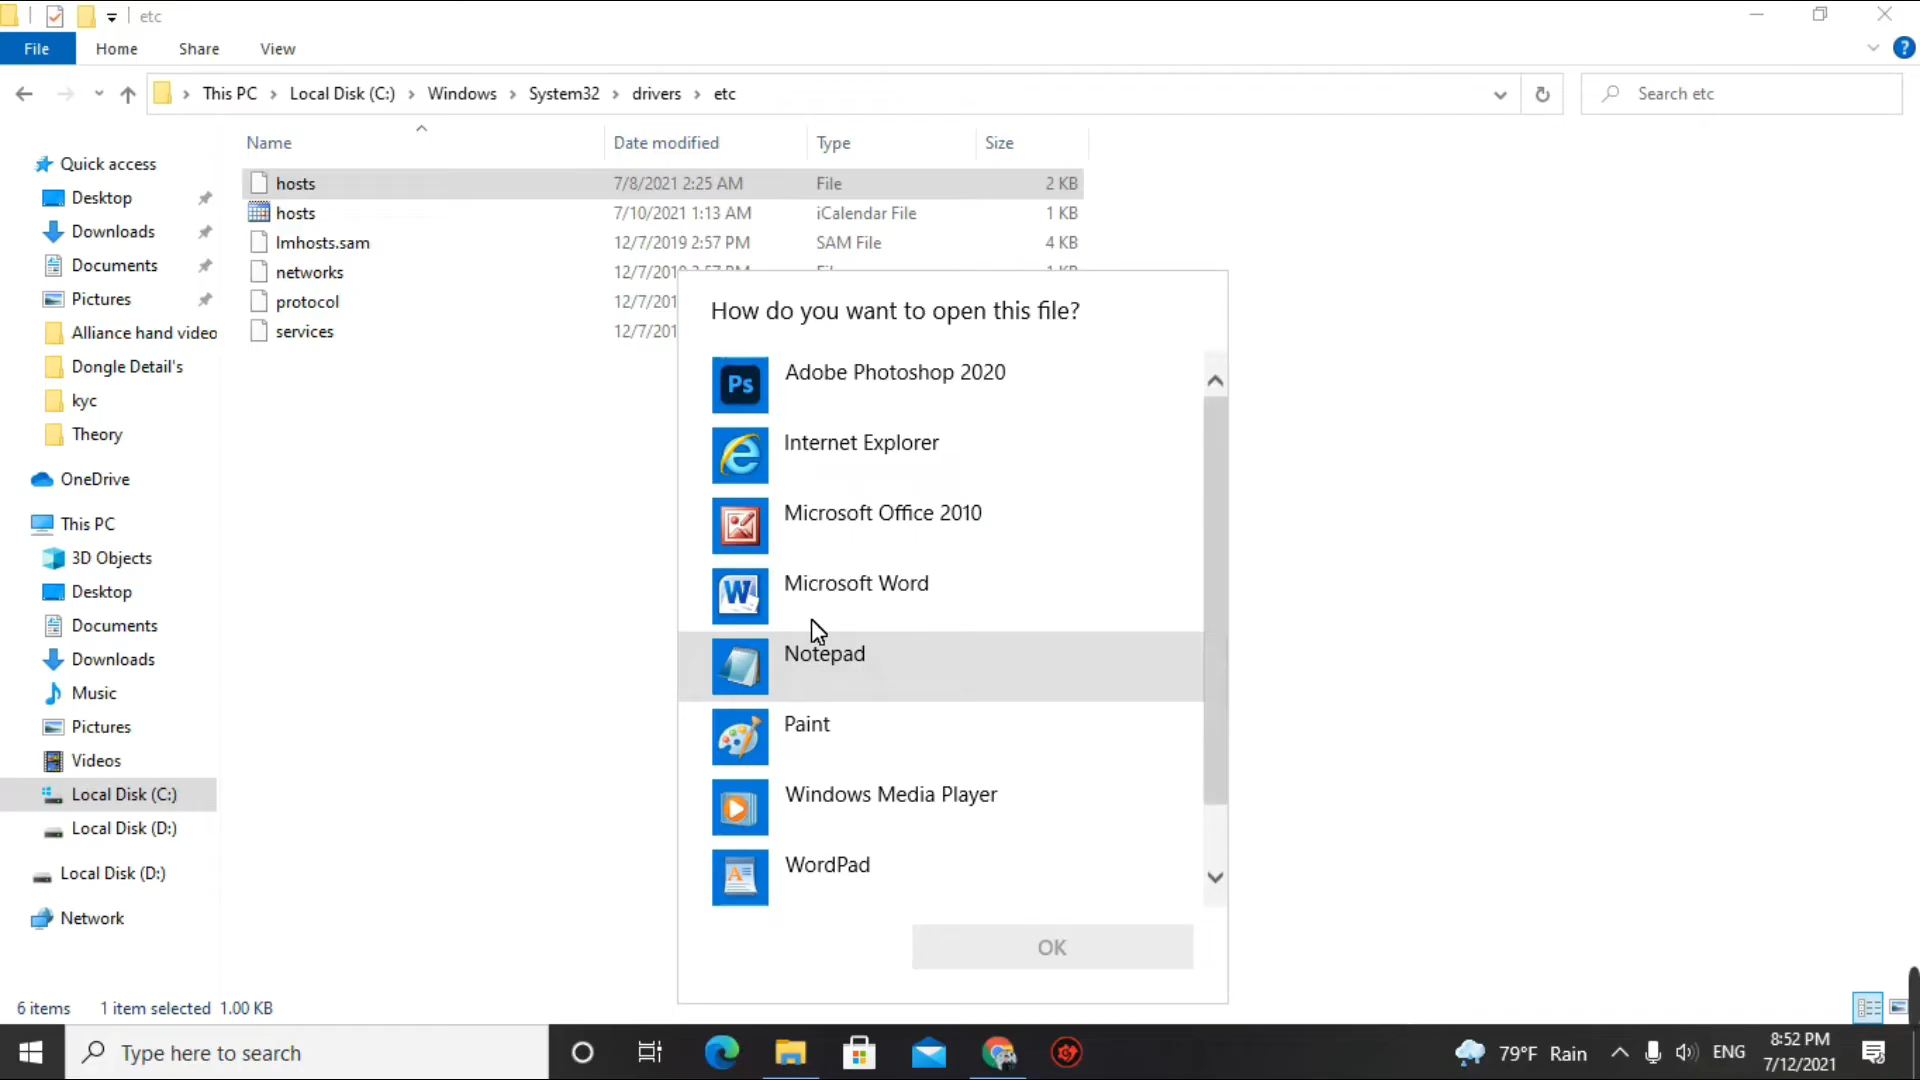 etc
File Home Share View
This PC Local Disk (C:) Windows System32 drivers etc
Search etc
Name Date modified Type Size
hosts 7/8/2021 2:25 AM File 2 KB
hosts 7/10/2021 1:13 AM iCalendar File 1 KB
lmhosts.sam 12/7/2019 2:57 PM SAM File 4 KB
networks
protocol 12/7/201
services 12/7/201
Quick access
Desktop
Downloads
Documents
Pictures
Alliance hand video
Dongle Detail's
kyc
Theory
OneDrive
This PC
3D Objects
Desktop
Documents
Downloads
Music
Pictures
Videos
Local Disk (C:)
Local Disk (D:)
Local Disk (D:)
Network
How do you want to open this file?
Ps Adobe Photoshop 2020
Internet Explorer
Microsoft Office 2010
W Microsoft Word
Notepad
Paint
Windows Media Player
A WordPad
OK
6 items 1 item selected 1.00 KB
Type here to search
79°F Rain ENG
8:52 PM
7/12/2021